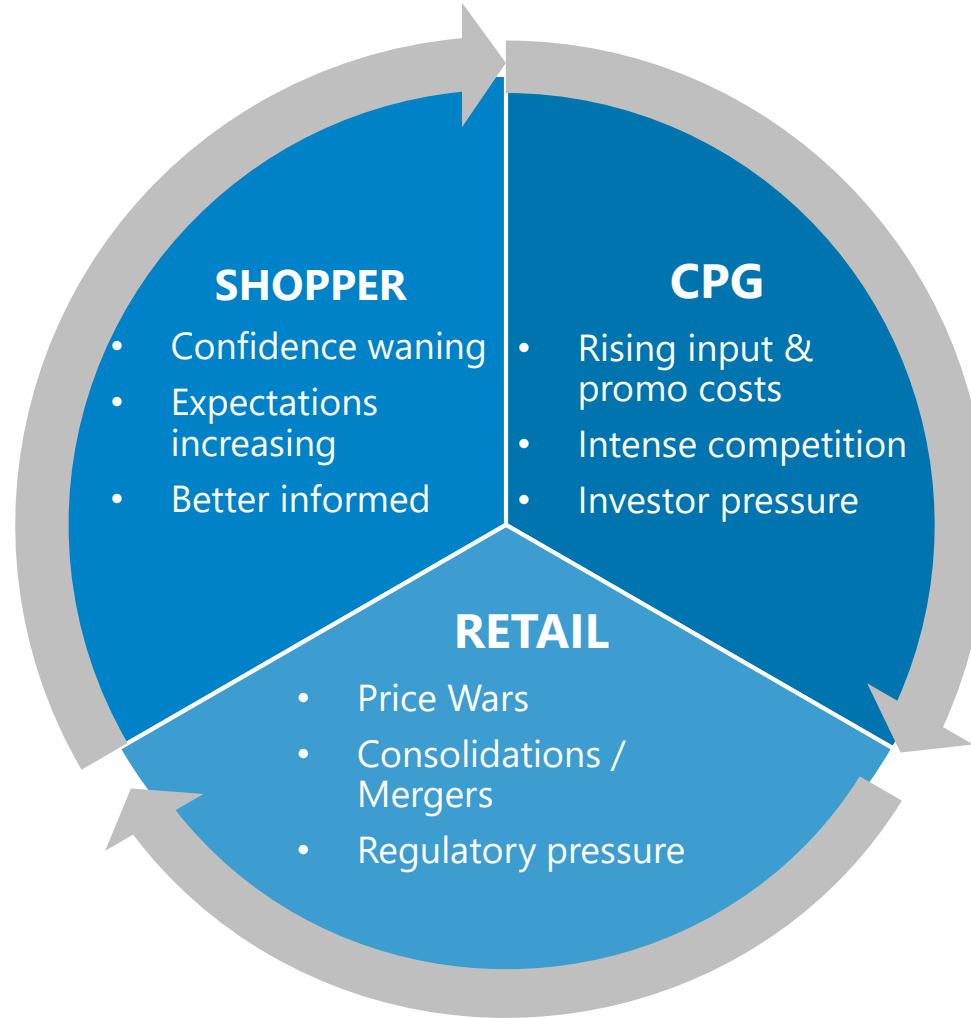 SHOPPER
• Confidence waning
• Expectations
increasing
• Better informed
CPG
• Rising input &
promo costs
• Intense competition
• Investor pressure
RETAIL
• Price Wars
• Consolidations /
Mergers
• Regulatory pressure